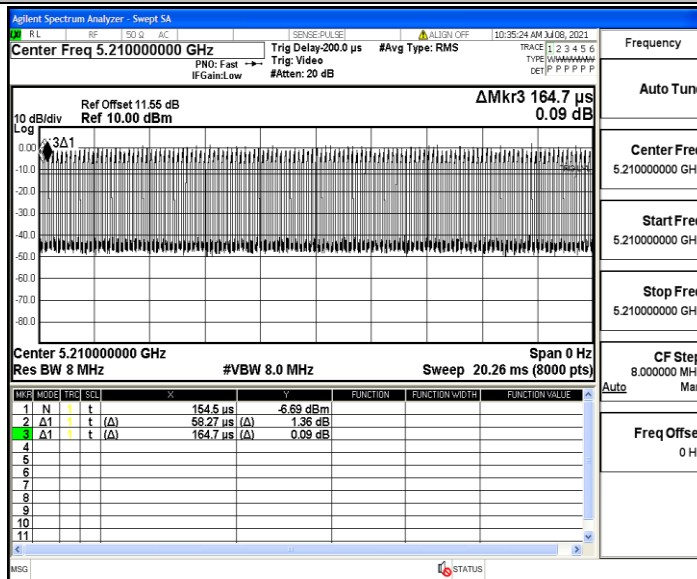 Agilent Spectrum Analyzer - Swept SA
RL RF 50 Ω AC SENSE:PULSE ALIGN OFF 10:35:24 AM Jul 08, 2021
Center Freq 5.210000000 GHz
PNO: Fast
IFGain:Low
Trig Delay-200.0 µs
Trig: Video
#Atten: 20 dB
#Avg Type: RMS
TRACE 1 2 3 4 5 6
TYPE
DET P P P P P P
ΔMkr3 164.7 µs
0.09 dB
Ref Offset 11.55 dB
10 dB/div Ref 10.00 dBm
Log
0.00
-10.0
-20.0
-30.0
-40.0
-50.0
-60.0
-70.0
-80.0
3Δ1
Center 5.210000000 GHz Span 0 Hz
Res BW 8 MHz #VBW 8.0 MHz Sweep 20.26 ms (8000 pts)
MKR MODE TRC SCL X Y FUNCTION FUNCTION WIDTH FUNCTION VALUE
1 N 1 t 154.5 µs -6.69 dBm
2 Δ1 1 t (Δ) 58.27 µs (Δ) 1.36 dB
3 Δ1 1 t (Δ) 164.7 µs (Δ) 0.09 dB
4
5
6
7
8
9
10
11
MSG STATUS
Frequency
Auto Tun
Center Fre
5.210000000 GH
Start Fre
5.210000000 GH
Stop Fre
5.210000000 GH
CF Step
8.000000 MH
Auto Ma
Freq Offse
0 H